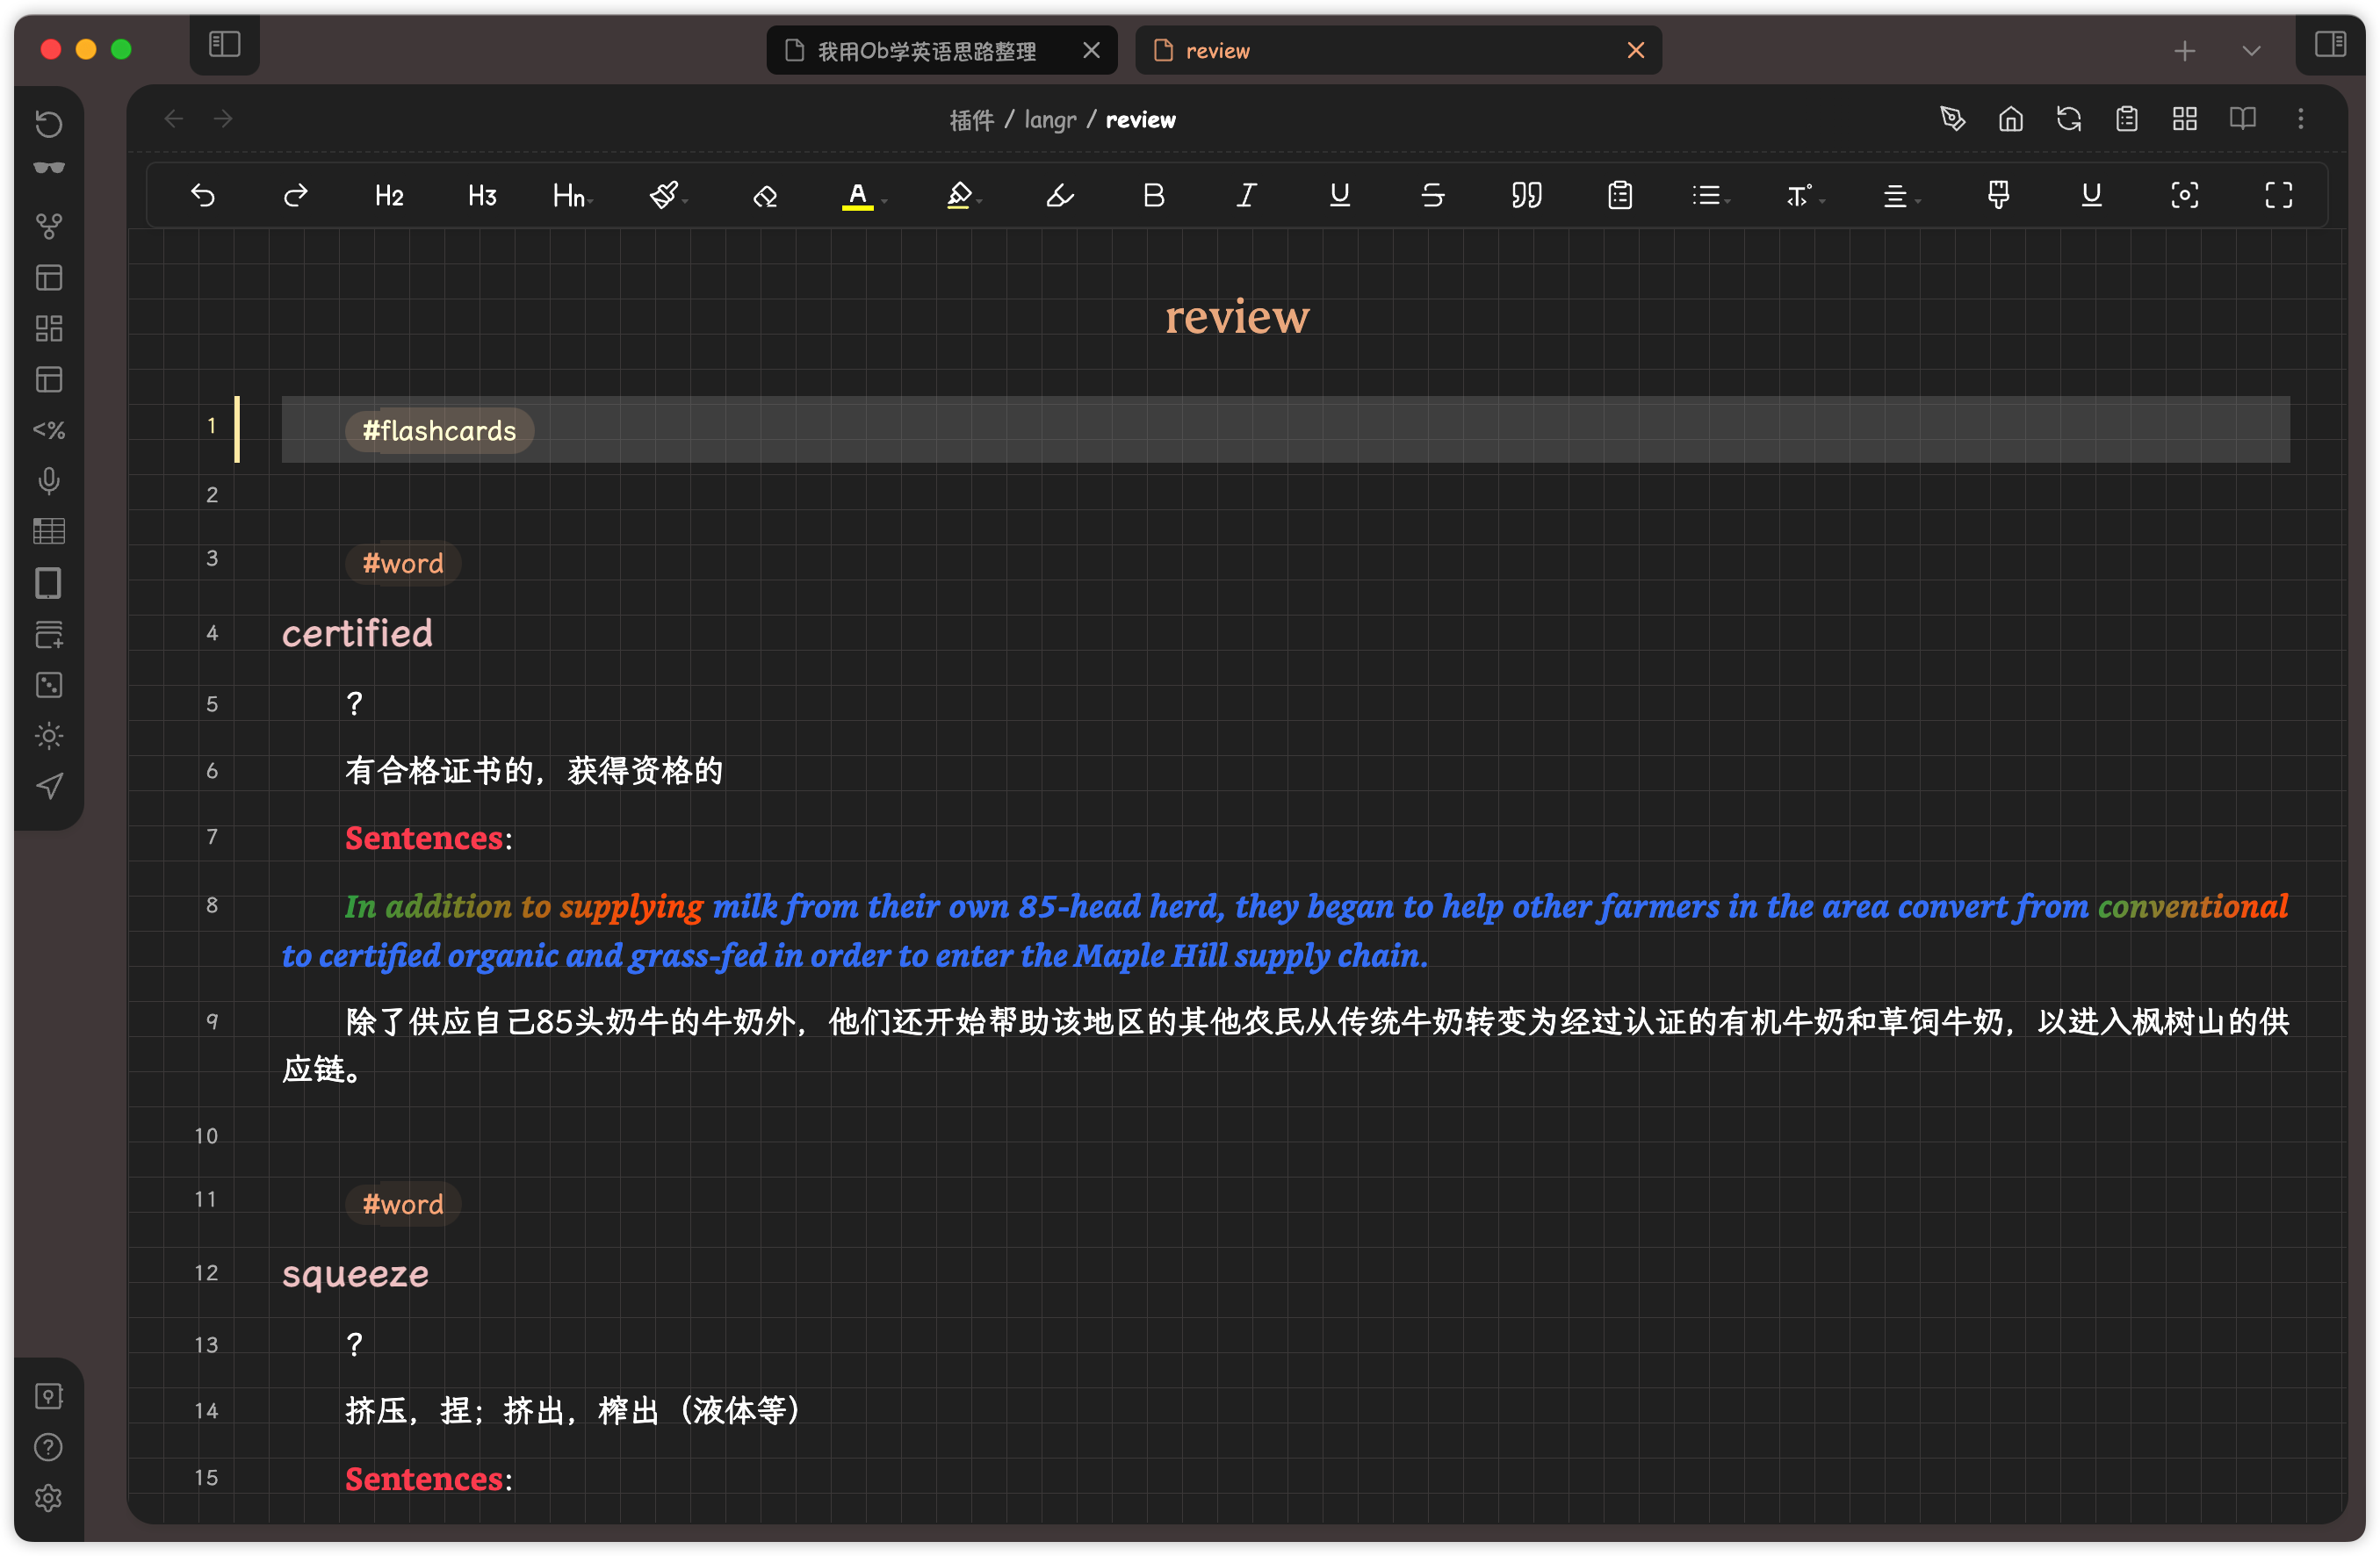 我用Ob学英语思路整理
review
插件 / langr / review
H2 H3 Hn A B I U S T U
<%
review
1 #flashcards
2
3 #word
4 certified
5 ?
6 有合格证书的，获得资格的
7 Sentences:
8 In addition to supplying milk from their own 85-head herd, they began to help other farmers in the area convert from conventional
to certified organic and grass-fed in order to enter the Maple Hill supply chain.
9 除了供应自己85头奶牛的牛奶外，他们还开始帮助该地区的其他农民从传统牛奶转变为经过认证的有机牛奶和草饲牛奶，以进入枫树山的供
应链。
10
11 #word
12 squeeze
13 ?
14 挤压，捏；挤出，榨出（液体等）
15 Sentences: